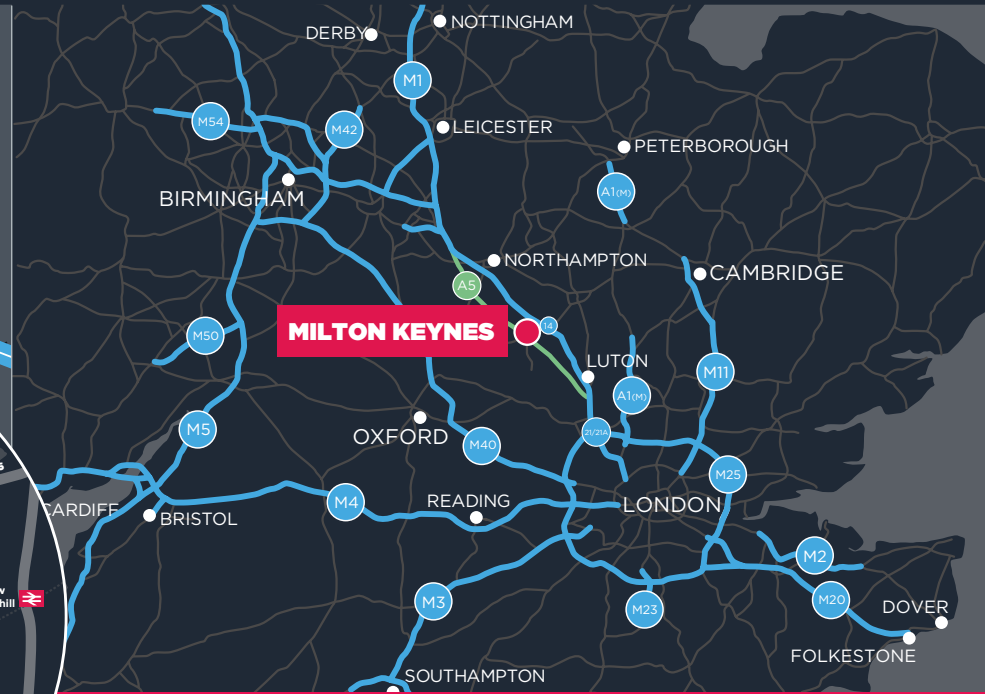 NOTTINGHAM
DERBY
M1
M54
M42
LEICESTER
PETERBOROUGH
A1(M)
BIRMINGHAM
NORTHAMPTON
CAMBRIDGE
A5
MILTON KEYNES
14
M50
LUTON
M11
A1(M)
OXFORD
M5
21/21A
M40
M25
CARDIFF
BRISTOL
M4
READING
LONDON
M2
M3
M23
M20
DOVER
FOLKESTONE
SOUTHAMPTON
hill